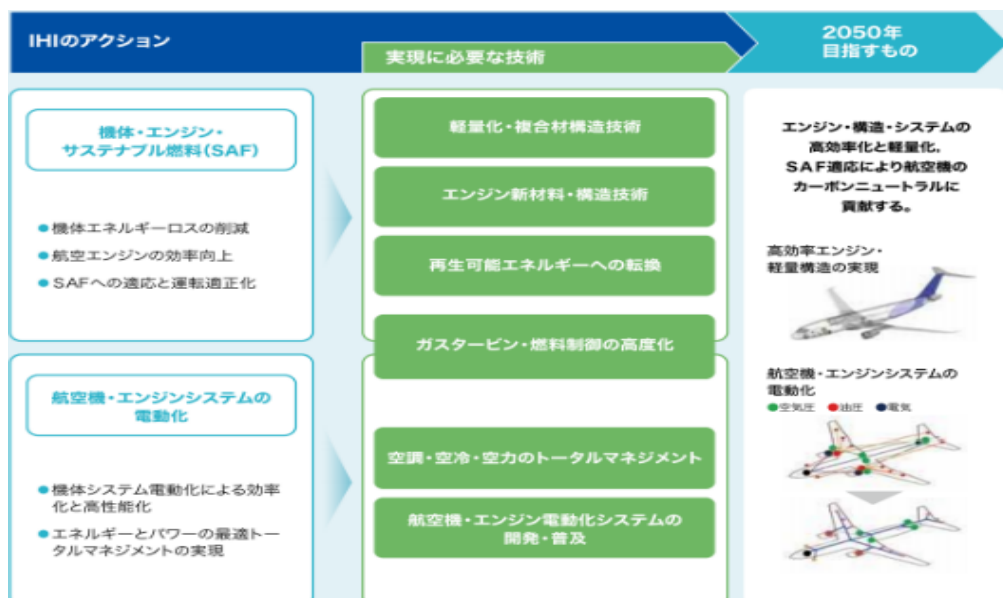 IHIのアクション
実現に必要な技術
2050年
目指すもの
機体・エンジン・
サステナブル燃料(SAF)
●機体エネルギーロスの削減
●航空エンジンの効率向上
●SAFへの適応と運転適正化
航空機・エンジンシステムの
電動化
●機体システム電動化による効率
化と高性能化
●エネルギーとパワーの最適トー
タルマネジメントの実現
軽量化・複合材構造技術
エンジン新材料・構造技術
再生可能エネルギーへの転換
ガスタービン・燃料制御の高度化
空調・空冷・空力のトータルマネジメント
航空機・エンジン電動化システムの
開発・普及
エンジン・構造・システムの
高効率化と軽量化、
SAF適応により航空機の
カーボンニュートラルに
貢献する。
高効率エンジン・
軽量構造の実現
航空機・エンジンシステムの
電動化
●空気圧 ●油圧 ●電気